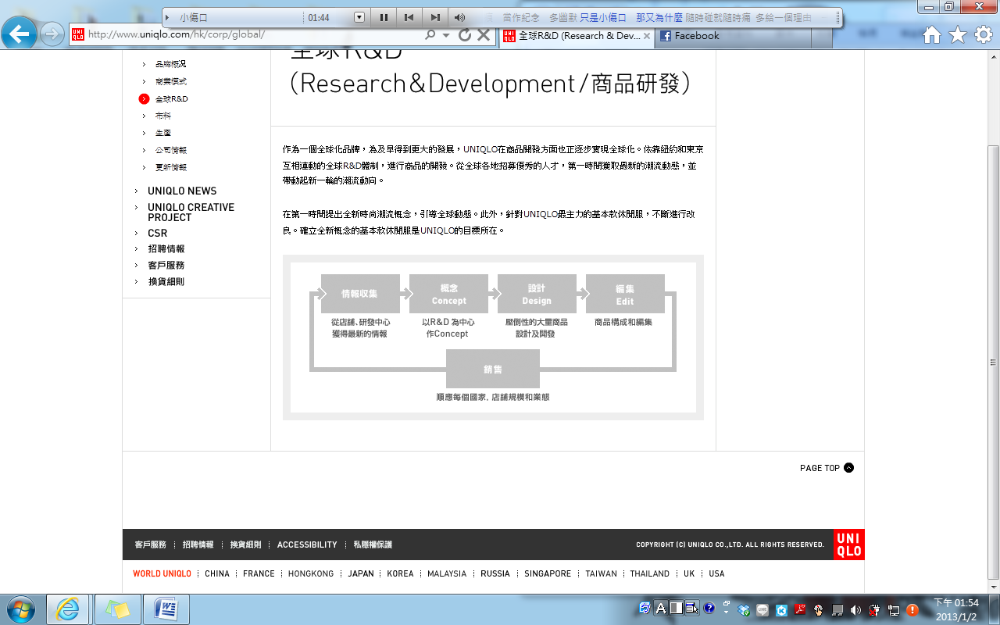 小傷口
01:44
當作紀念 多幽默 只是小傷口 那又為什麼 隨時碰就隨時痛 多給一個理由
http://www.uniqlo.com/hk/corp/global/
全球R&D (Research & Dev...
Facebook
品牌概況
商業模式
全球R&D
布料
生產
公司情報
更新情報
UNIQLO NEWS
UNIQLO CREATIVE
PROJECT
CSR
招聘情報
客戶服務
換貨細則
全球R&D
（Research&Development/商品研發）
作為一個全球化品牌，為及早得到更大的發展，UNIQLO在商品開發方面也正逐步實現全球化。依靠紐約和東京
互相連動的全球R&D體制，進行商品的開發。從全球各地招募優秀的人才，第一時間獲取最新的潮流動態，並
帶動起新一輪的潮流動向。
在第一時間提出全新時尚潮流概念，引導全球動態。此外，針對UNIQLO最主力的基本款休閒服，不斷進行改
良。確立全新概念的基本款休閒服是UNIQLO的目標所在。
情報収集
概念
Concept
設計
Design
編集
Edit
從店舖、研發中心
獲得最新的情報
以R&D 為中心
作Concept
壓倒性的大量商品
設計及開發
商品構成和編集
銷售
順應每個國家, 店舖規模和業態
PAGE TOP
客戶服務 招聘情報 換貨細則 ACCESSIBILITY 私隱權保護
COPYRIGHT (C) UNIQLO CO.,LTD. ALL RIGHTS RESERVED.
UNI
QLO
WORLD UNIQLO CHINA FRANCE HONGKONG JAPAN KOREA MALAYSIA RUSSIA SINGAPORE TAIWAN THAILAND UK USA
下午 01:54
2013/1/2